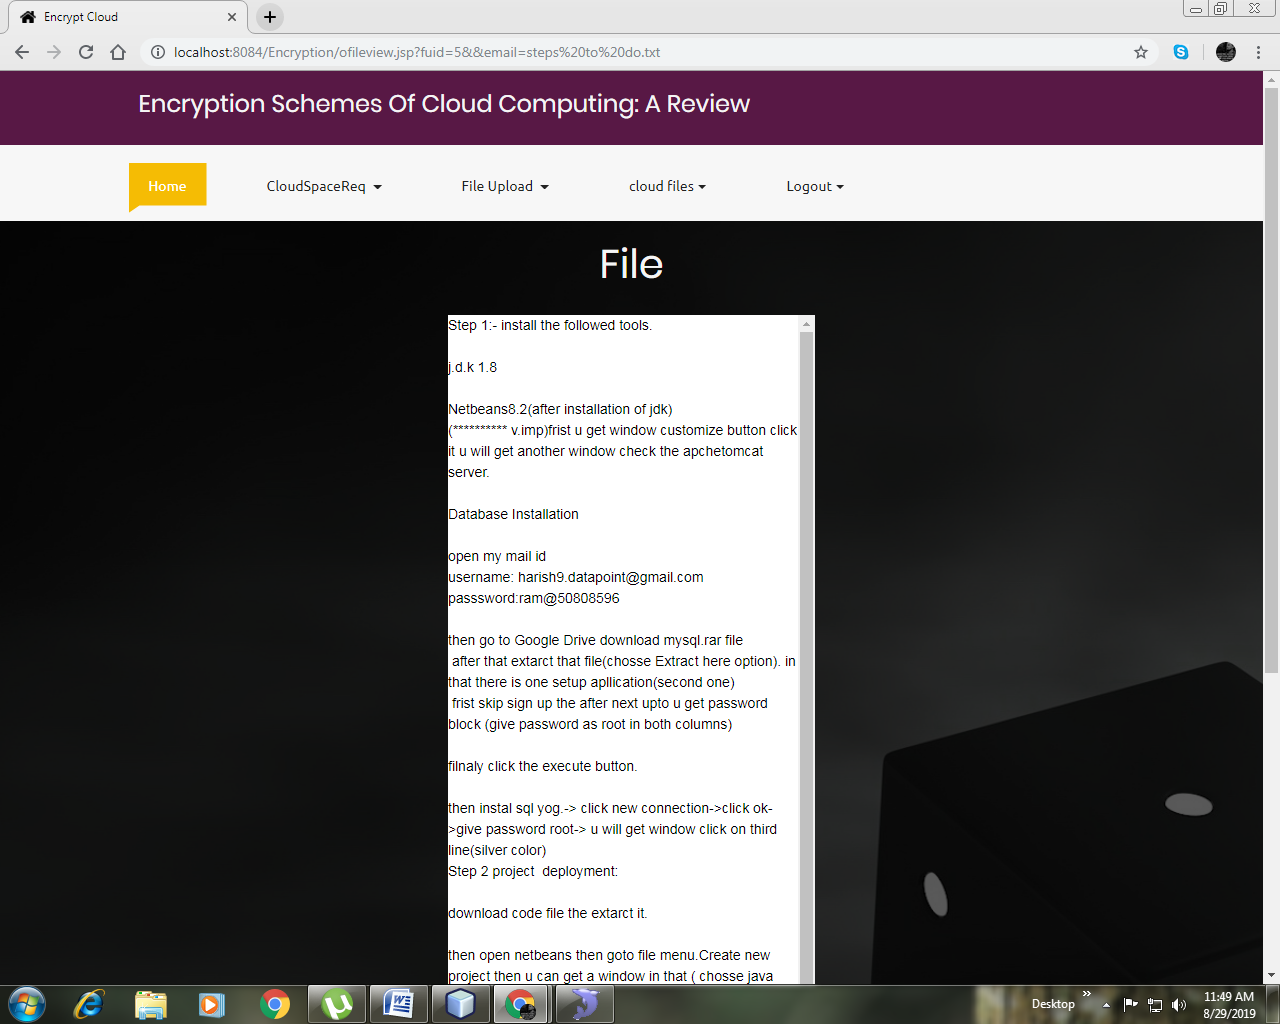 Encrypt Cloud
localhost:8084/Encryption/ofileview.jsp?fuid=5&&email=steps%20to%20do.txt
Encryption Schemes Of Cloud Computing: A Review
Home CloudSpaceReq File Upload cloud files Logout
File
Step 1:- install the followed tools.
j.d.k 1.8
Netbeans8.2(after installation of jdk)
(********** v.imp)frist u get window customize button click
it u will get another window check the apchetomcat
server.
Database Installation
open my mail id
username: harish9.datapoint@gmail.com
passsword:ram@50808596
then go to Google Drive download mysql.rar file
after that extarct that file(chosse Extract here option). in
that there is one setup apllication(second one)
frist skip sign up the after next upto u get password
block (give password as root in both columns)
filnaly click the execute button.
then instal sql yog.-> click new connection->click ok-
>give password root-> u will get window click on third
line(silver color)
Step 2 project  deployment:
download code file the extarct it.
then open netbeans then goto file menu.Create new
project then u can get a window in that ( chosse java
Desktop
11:49 AM
8/29/2019